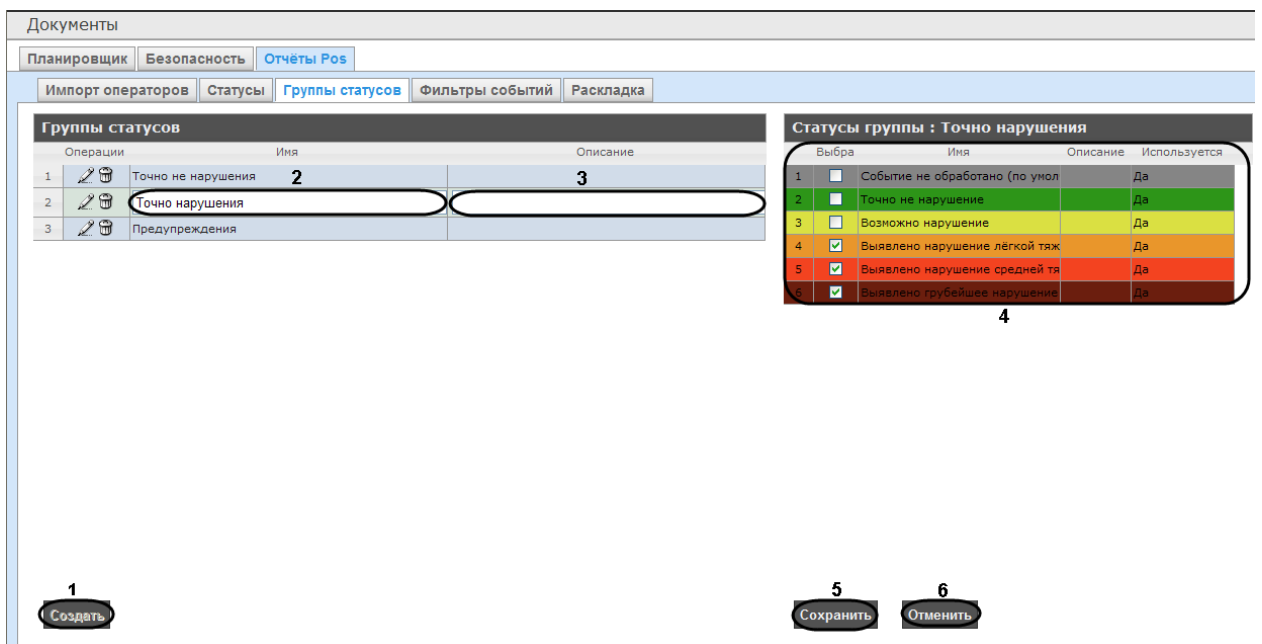 Документы
Планировщик Безопасность Отчёты Pos
Импорт операторов Статусы Группы статусов Фильтры событий Раскладка
Группы статусов
Операции Имя Описание
1 Точно не нарушения 2 3
2 Точно нарушения
3 Предупреждения
Статусы группы : Точно нарушения
Выбра Имя Описание Используется
1 Событие не обработано (по умол Да
2 Точно не нарушение Да
3 Возможно нарушение Да
4 Выявлено нарушение лёгкой тяж Да
5 Выявлено нарушение средней тя Да
6 Выявлено грубейшее нарушение Да
4
1 5 6
Создать Сохранить Отменить